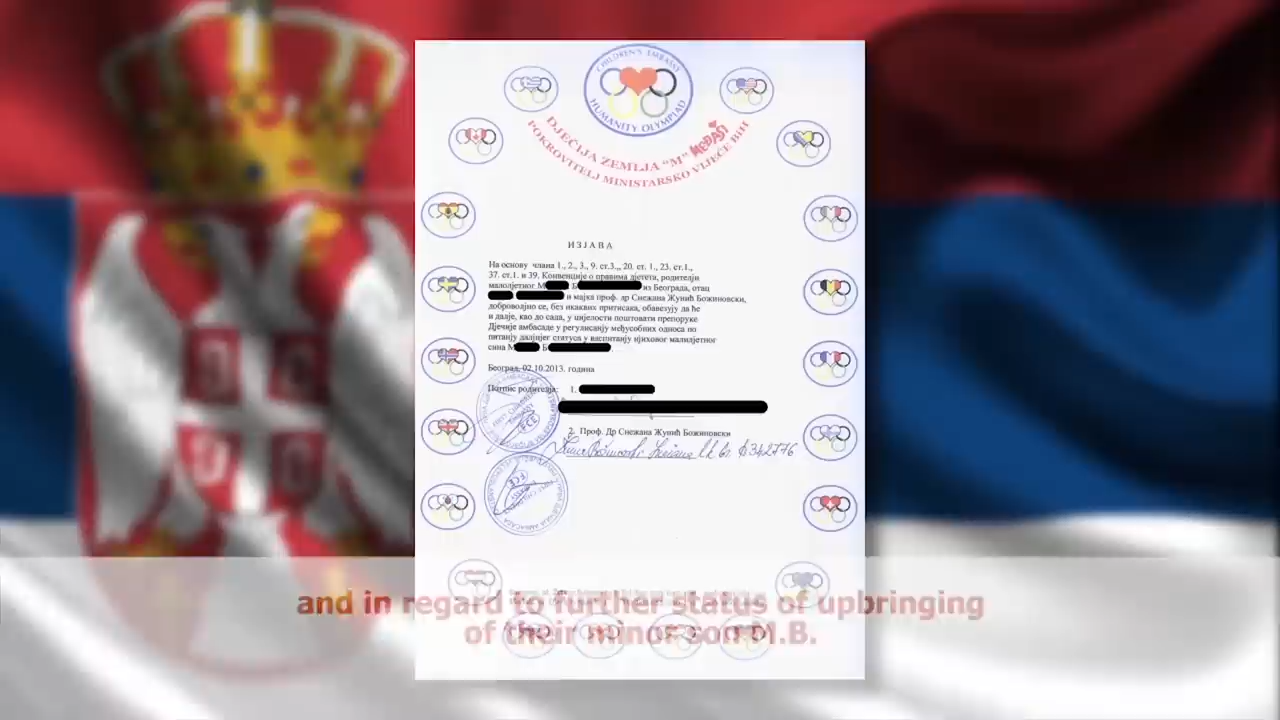 CHILDREN'S EMBASSY
HUMANITY OLYMPIAD
DJEČIJA ZEMLJA "M" MEDAŠI
POKROVITELJ MINISTARSKO VIJEĆE BIH
ИЗЈАВА
На основу члана 1., 2., 3., 9. ст.3., 20. ст. 1., 23. ст.1.,
37. ст.1. и 39. Конвенције о правима дјетета, родитељи
малољетног М Б из Београда, отац
и мајка проф. др Снежана Жунић Божиновски,
добровољно се, без икаквих притисака, обавезују да ће
и даље, као до сада, у цијелости поштовати препоруке
Дјечије амбасаде у регулисању међусобних односа по
питању даљнјег статуса у васпитању њиховог малилјетног
сина М Б
Београд, 02.10.2013. година
Потпис родитеља: 1.
2. Проф. Др Снежана Жунић Божиновски
and in regard to further status of upbringing
of their minor son M.B.